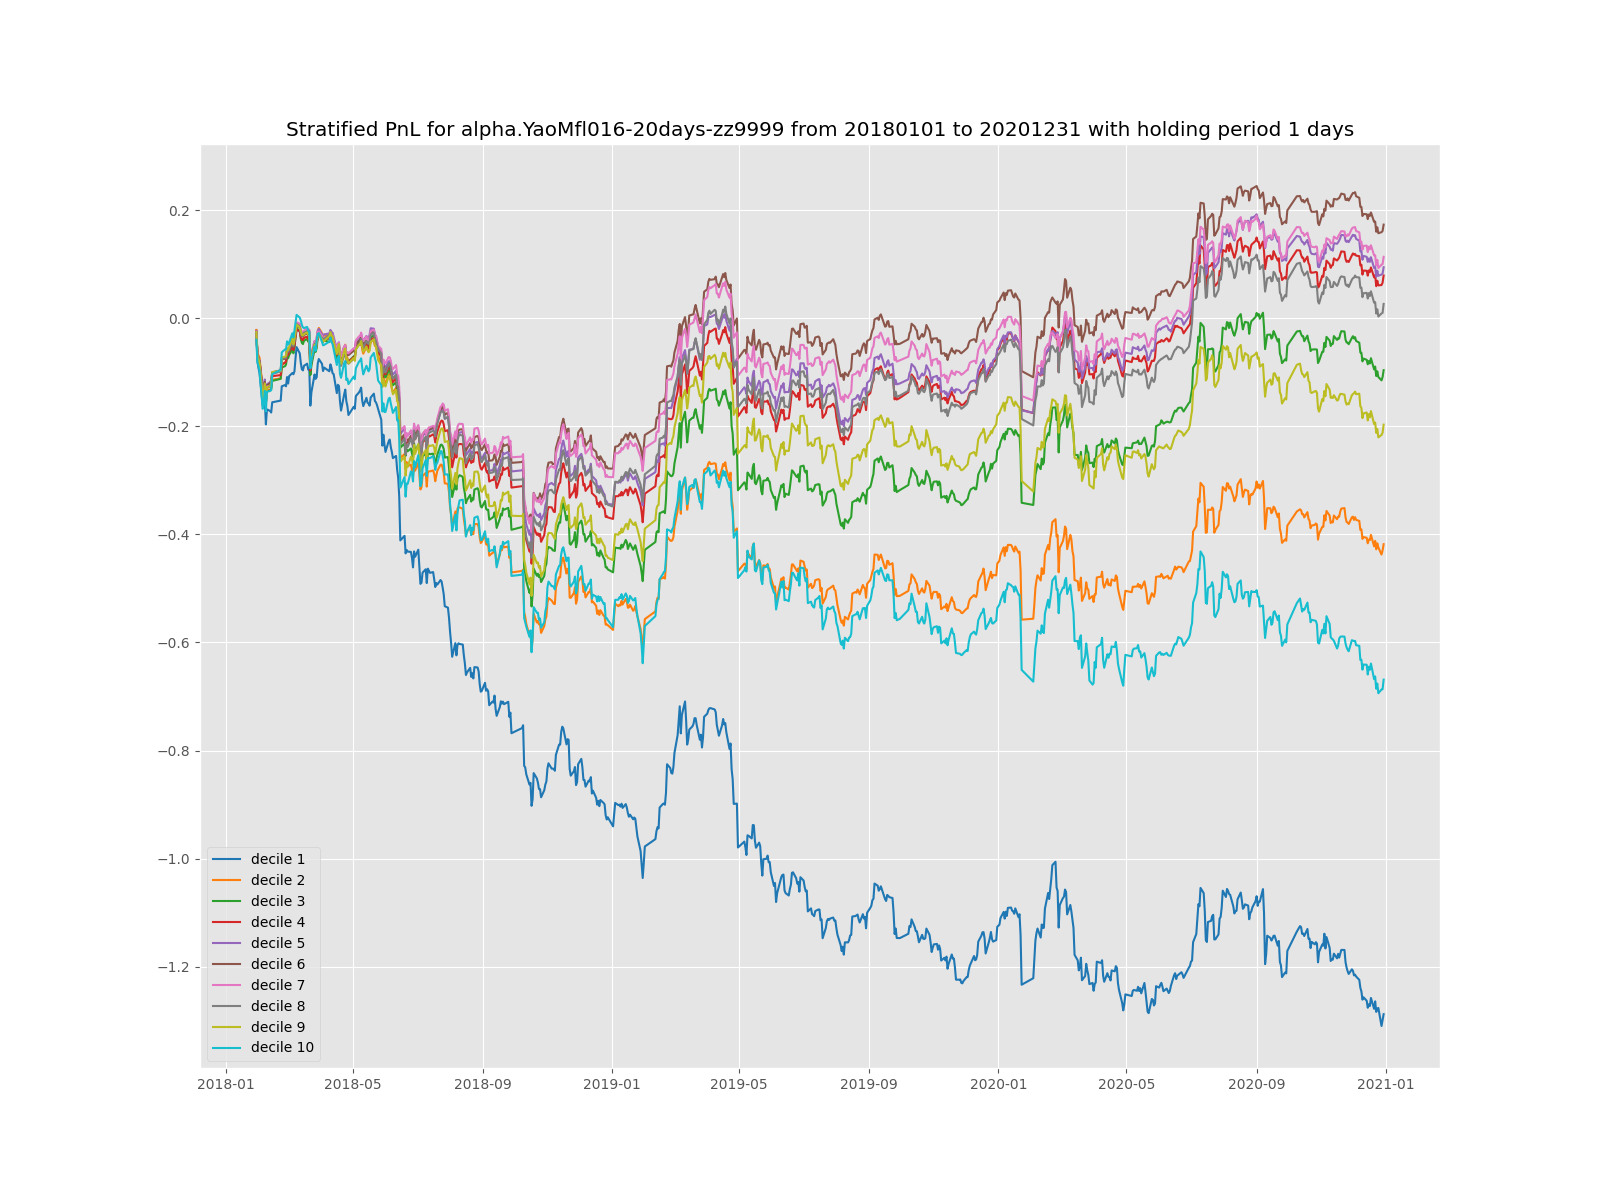 Stratified PnL for alpha.YaoMfl016-20days-zz9999 from 20180101 to 20201231 with holding period 1 days
0.2
0.0
−0.2
−0.4
−0.6
−0.8
−1.0
−1.2
decile 1
decile 2
decile 3
decile 4
decile 5
decile 6
decile 7
decile 8
decile 9
decile 10
2018-01 2018-05 2018-09 2019-01 2019-05 2019-09 2020-01 2020-05 2020-09 2021-01